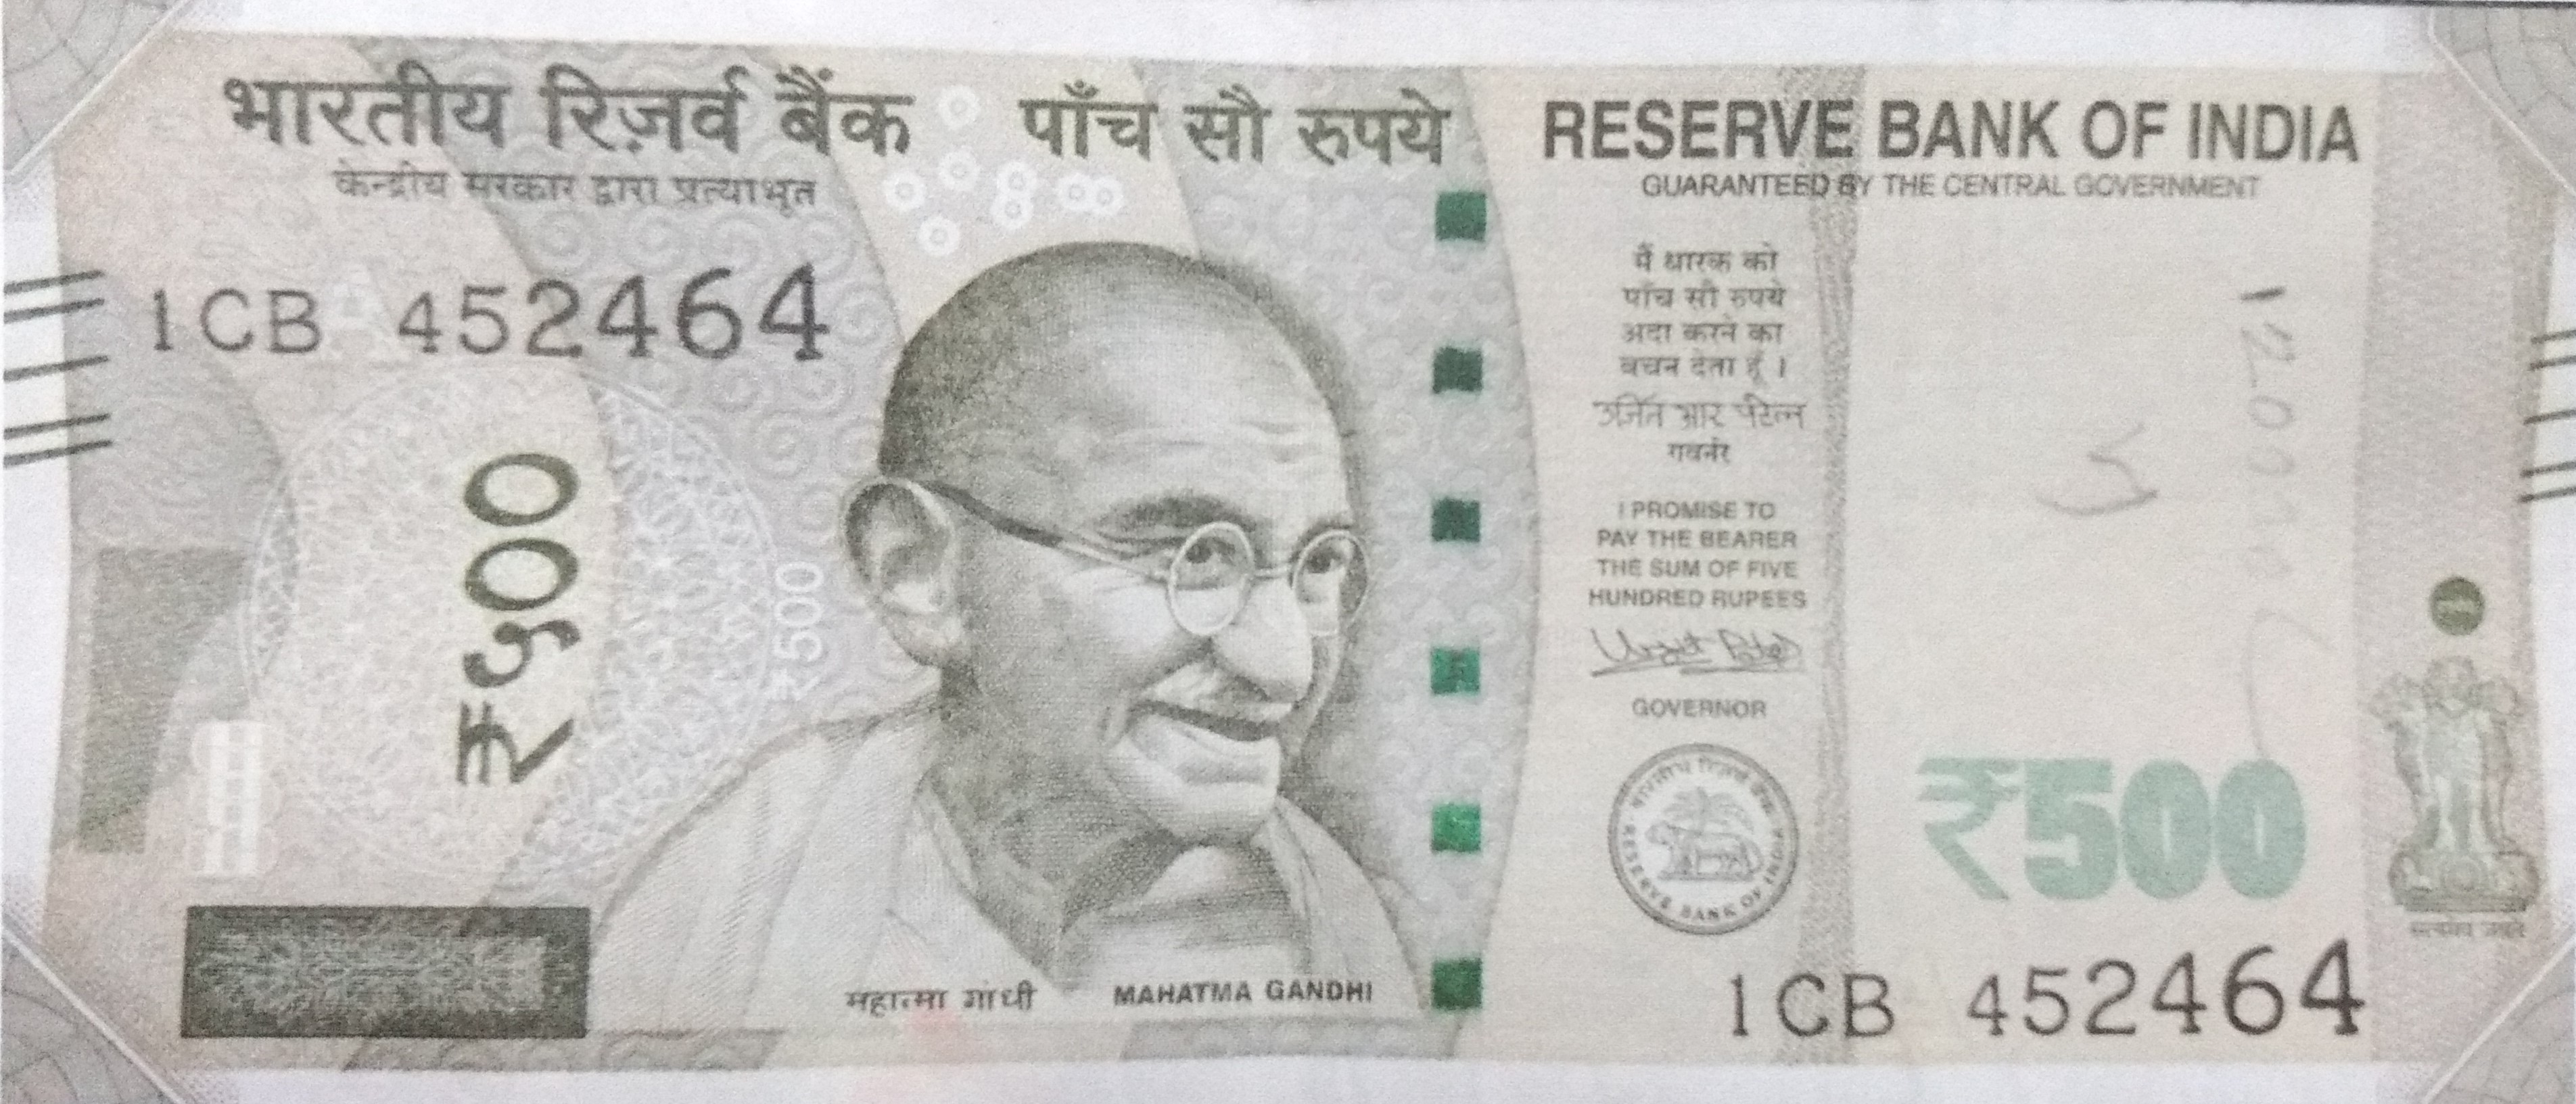 भारतीय रिज़र्व बैंक
केन्द्रीय सरकार द्वारा प्रत्याभूत
पाँच सौ रुपये
RESERVE BANK OF INDIA
GUARANTEED BY THE CENTRAL GOVERNMENT
1CB 452464
₹५००
₹500
मैं धारक को
पाँच सौ रुपये
अदा करने का
वचन देता हूँ ।
उर्जित आर पटेल
गवर्नर
I PROMISE TO
PAY THE BEARER
THE SUM OF FIVE
HUNDRED RUPEES
Urjit Patel
GOVERNOR
भारतीय रिज़र्व बैंक
RESERVE BANK OF INDIA
₹500
सत्यमेव जयते
महात्मा गांधी
MAHATMA GANDHI
1CB 452464